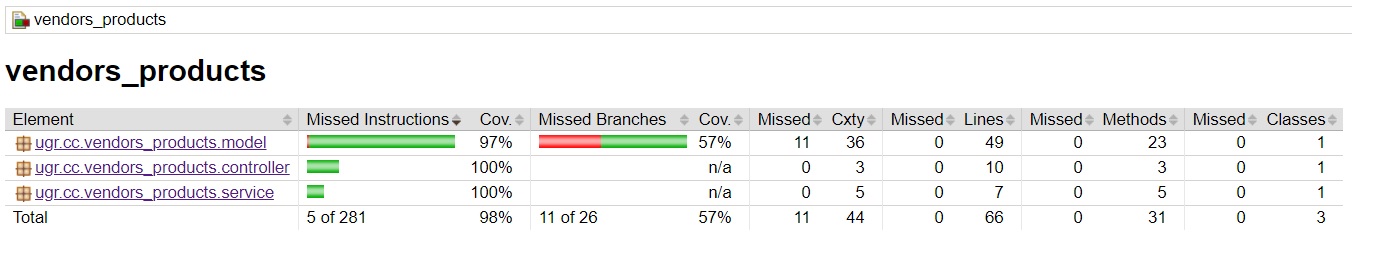 vendors_products
vendors_products
Element Missed Instructions Cov. Missed Branches Cov. Missed Cxty Missed Lines Missed Methods Missed Classes
ugr.cc.vendors_products.model 97% 57% 11 36 0 49 0 23 0 1
ugr.cc.vendors_products.controller 100% n/a 0 3 0 10 0 3 0 1
ugr.cc.vendors_products.service 100% n/a 0 5 0 7 0 5 0 1
Total 5 of 281 98% 11 of 26 57% 11 44 0 66 0 31 0 3